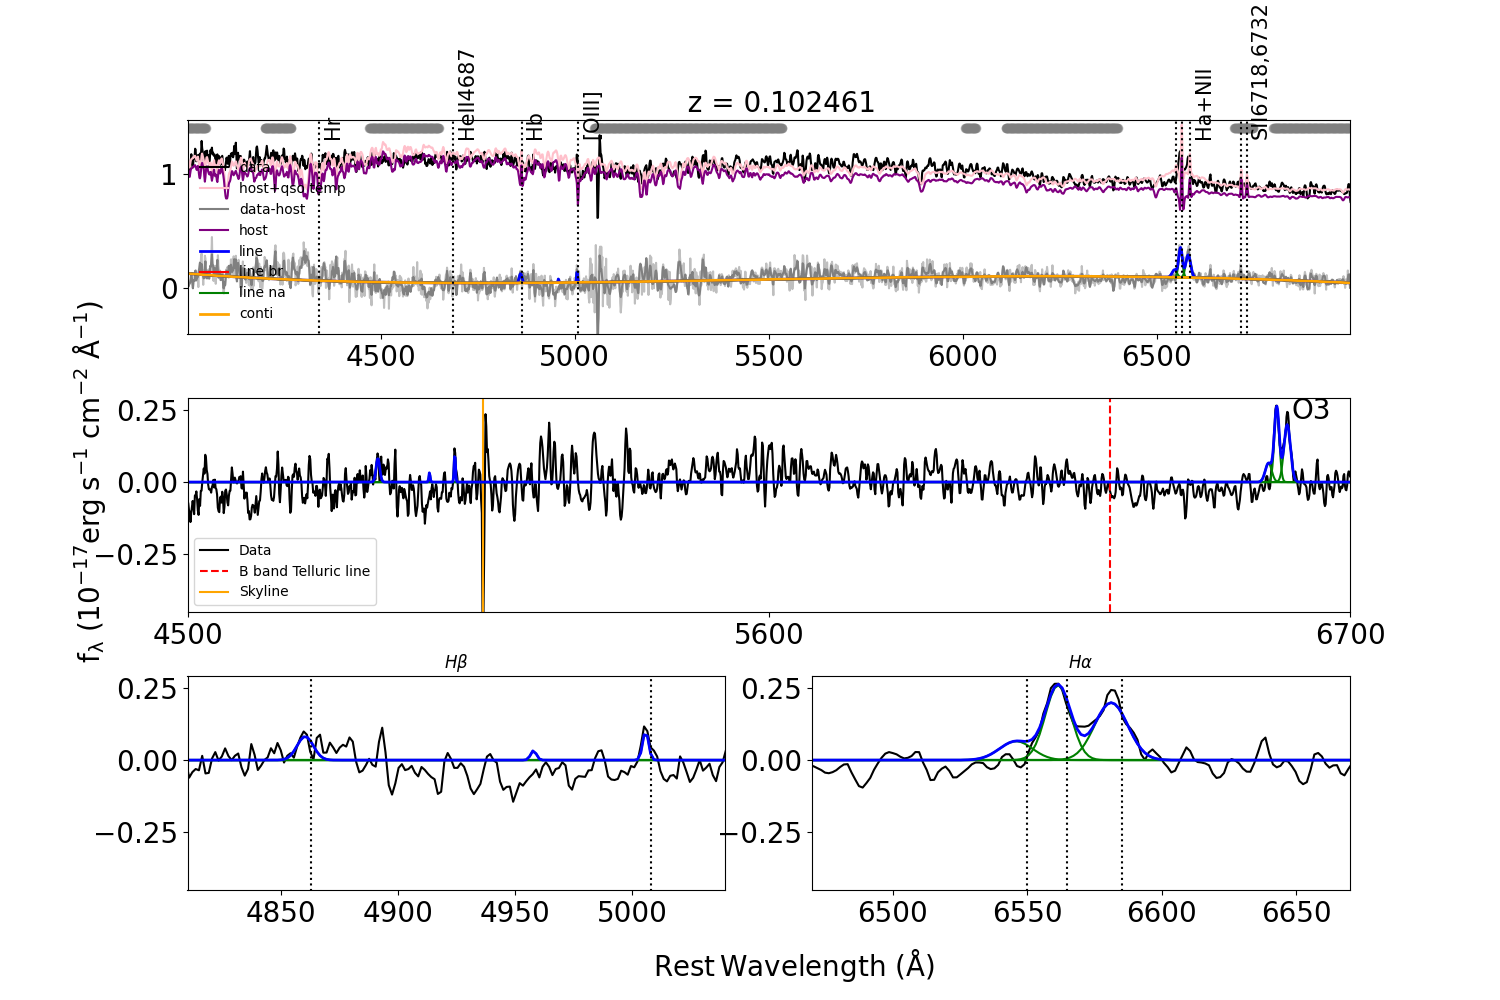 z = 0.102461
Hr
HeII4687
Hb
[OIII]
Ha+NII
SII6718,6732
1
0
data
host+qso temp
data-host
host
line
line br
line na
conti
4500 5000 5500 6000 6500
f_λ (10^−17 erg s^−1 cm^−2 Å^−1)
0.25
0.00
−0.25
O3
Data
B band Telluric line
Skyline
4500 5600 6700
Hβ
0.25
0.00
−0.25
4850 4900 4950 5000
Hα
0.25
0.00
−0.25
6500 6550 6600 6650
Rest Wavelength (Å)